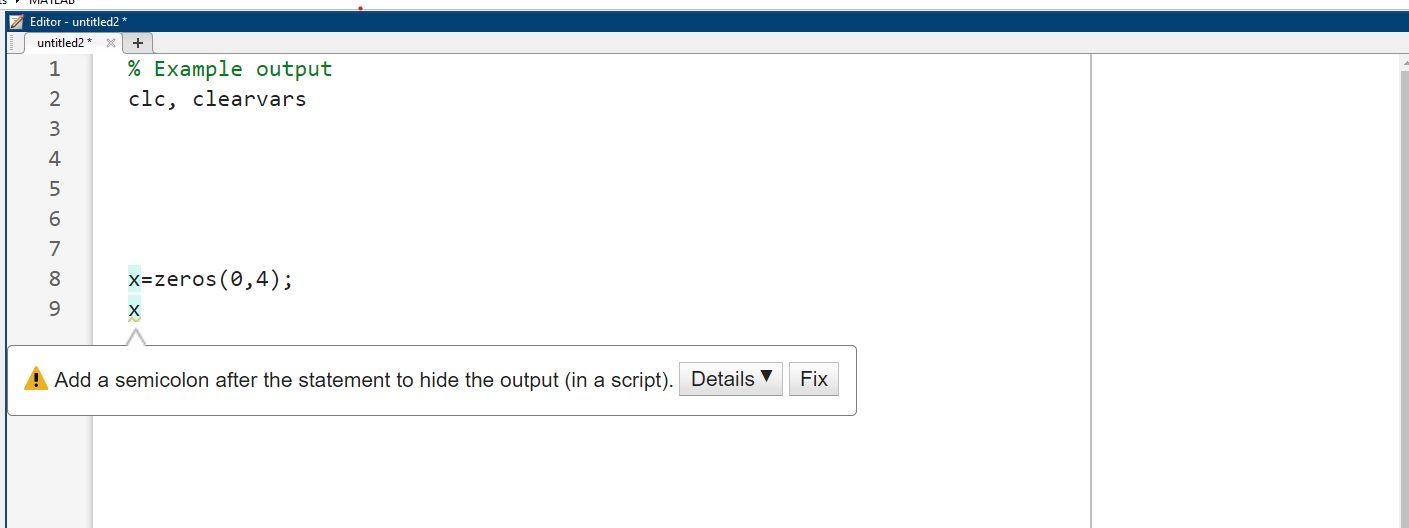 MATLAB
Editor - untitled2 *
untitled2 * × +
1 % Example output
2 clc, clearvars
3
4
5
6
7
8 x=zeros(0,4);
9 x
Add a semicolon after the statement to hide the output (in a script). Details ▼ Fix